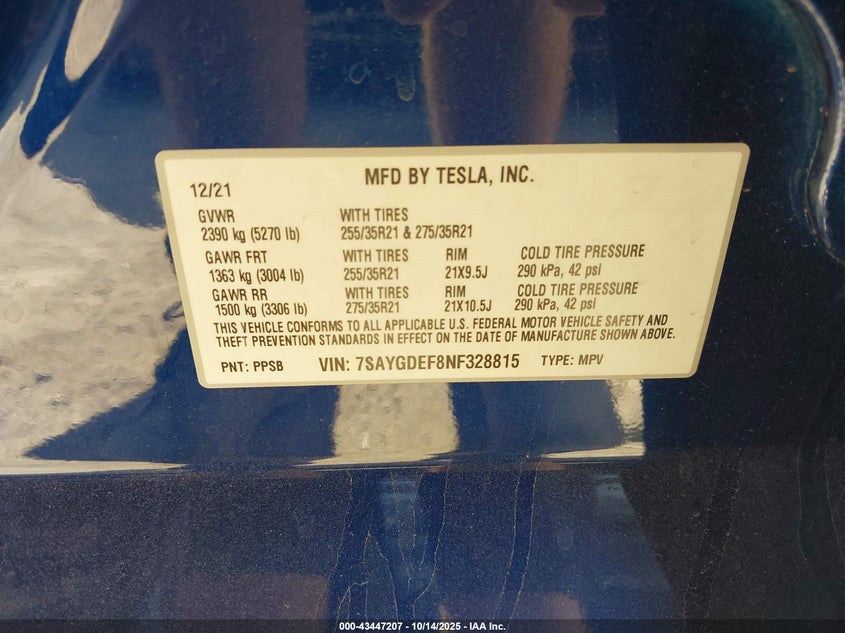 MFD BY TESLA, INC.
12/21
GVWR WITH TIRES
2390 kg (5270 lb) 255/35R21 & 275/35R21
GAWR FRT WITH TIRES RIM COLD TIRE PRESSURE
1363 kg (3004 lb) 255/35R21 21X9.5J 290 kPa, 42 psi
GAWR RR WITH TIRES RIM COLD TIRE PRESSURE
1500 kg (3306 lb) 275/35R21 21X10.5J 290 kPa, 42 psi
THIS VEHICLE CONFORMS TO ALL APPLICABLE U.S. FEDERAL MOTOR VEHICLE SAFETY AND
THEFT PREVENTION STANDARDS IN EFFECT ON THE DATE OF MANUFACTURE SHOWN ABOVE.
PNT: PPSB VIN: 7SAYGDEF8NF328815 TYPE: MPV
000-43447207 - 10/14/2025 - IAA Inc.